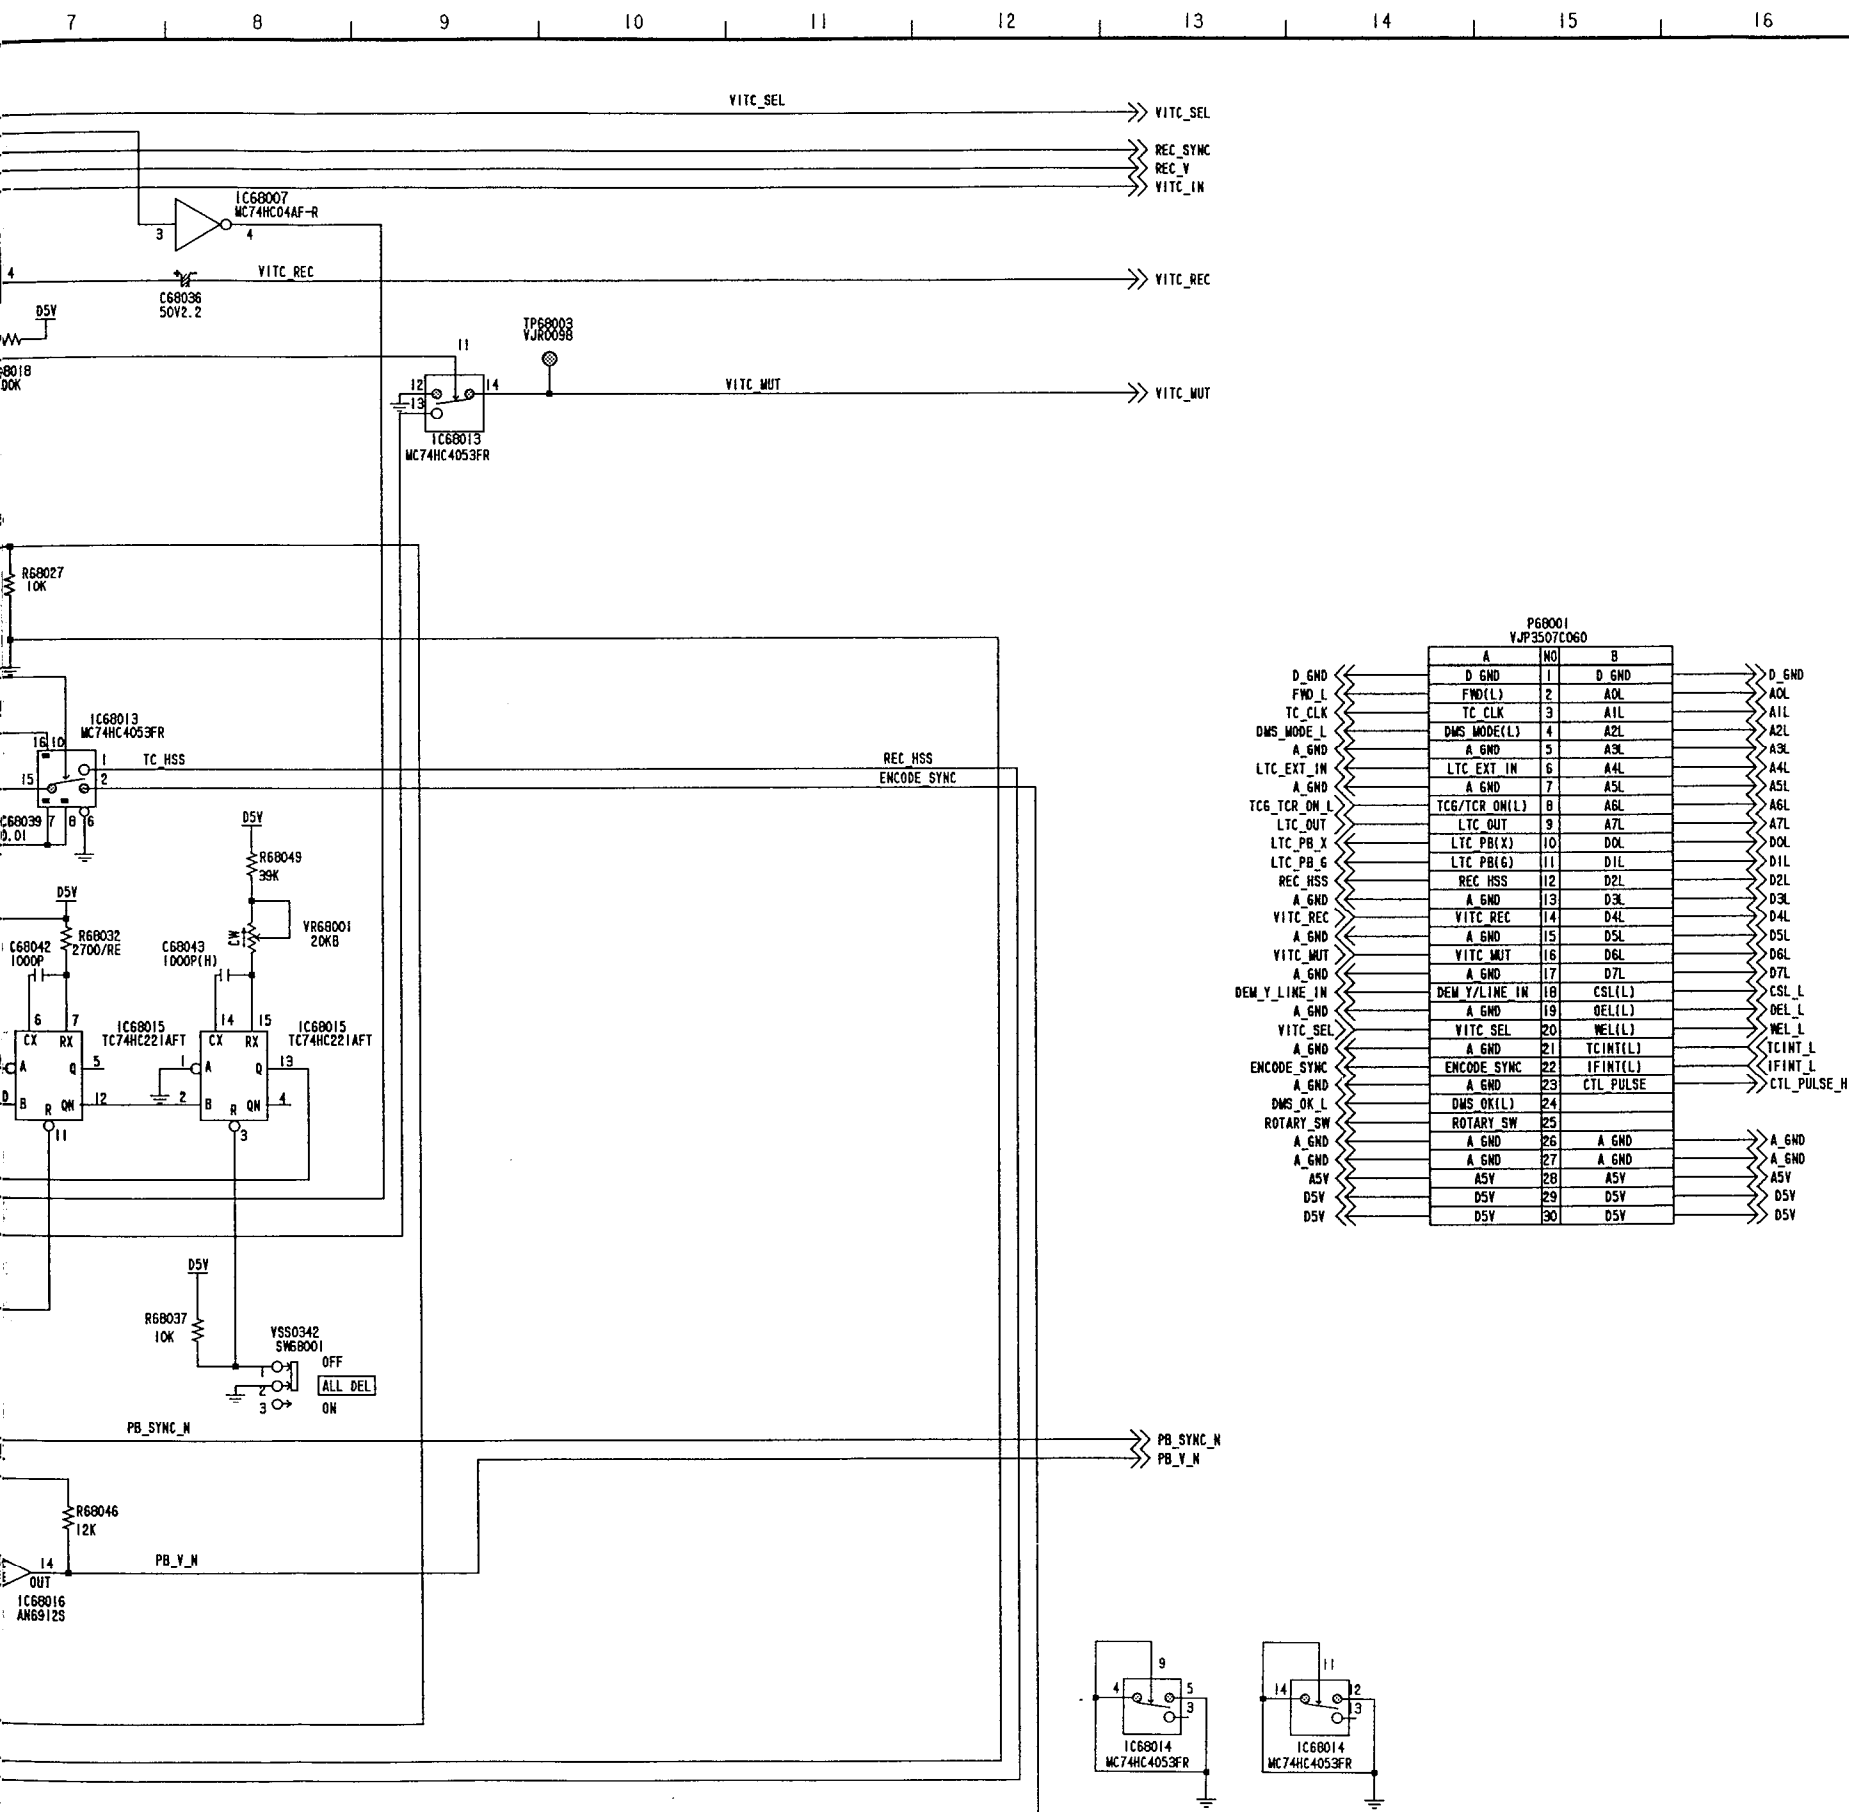 7 8 9 10 11 12 13 14 15 16
VITC_SEL
VITC_SEL
REC_SYNC
REC_V
VITC_IN
IC68007
MC74HC04AF-R
3 4
4
VITC_REC
VITC_REC
C68036
50V2.2
D5V
8018
00K
TP68003
VJR0098
11
12 14
13
VITC_MUT
VITC_MUT
IC68013
MC74HC4053FR
R68027
10K
IC68013
MC74HC4053FR
16 10
1
15 2
7 8 6
TC_HSS
REC_HSS
ENCODE_SYNC
C68039
0.01
D5V
R68049
39K
D5V
R68032
2700/RE
C68042
1000P
C68043
1000P(H)
CW
VR68001
20KB
6 7
CX RX
A Q 5
B QN 12
R
11
IC68015
TC74HC221AFT
14 15
CX RX
1 A Q 13
2 B QN 4
R
3
IC68015
TC74HC221AFT
D5V
R68037
10K
VSS0342
SW68001
1 OFF
2 ALL DEL
3 ON
PB_SYNC_N
PB_SYNC_N
PB_V_N
R68046
12K
14
OUT
PB_V_N
IC68016
AN6912S
P68001
VJP3507C060
A NO B
D_GND D_GND 1 D_GND D_GND
FWD_L FWD(L) 2 A0L A0L
TC_CLK TC_CLK 3 A1L A1L
DMS_MODE_L DMS_MODE(L) 4 A2L A2L
A_GND A_GND 5 A3L A3L
LTC_EXT_IN LTC_EXT_IN 6 A4L A4L
A_GND A_GND 7 A5L A5L
TCG_TCR_ON_L TCG/TCR_ON(L) 8 A6L A6L
LTC_OUT LTC_OUT 9 A7L A7L
LTC_PB_X LTC_PB(X) 10 D0L D0L
LTC_PB_G LTC_PB(G) 11 D1L D1L
REC_HSS REC_HSS 12 D2L D2L
A_GND A_GND 13 D3L D3L
VITC_REC VITC_REC 14 D4L D4L
A_GND A_GND 15 D5L D5L
VITC_MUT VITC_MUT 16 D6L D6L
A_GND A_GND 17 D7L D7L
DEM_Y_LINE_IN DEM_Y/LINE_IN 18 CSL(L) CSL_L
A_GND A_GND 19 OEL(L) OEL_L
VITC_SEL VITC_SEL 20 WEL(L) WEL_L
A_GND A_GND 21 TCINT(L) TCINT_L
ENCODE_SYNC ENCODE_SYNC 22 IFINT(L) IFINT_L
A_GND A_GND 23 CTL_PULSE CTL_PULSE_H
DMS_OK_L DMS_OK(L) 24
ROTARY_SW ROTARY_SW 25
A_GND A_GND 26 A_GND A_GND
A_GND A_GND 27 A_GND A_GND
A5V A5V 28 A5V A5V
D5V D5V 29 D5V D5V
D5V D5V 30 D5V D5V
9
4 5
3
IC68014
MC74HC4053FR
11
14 12
13
IC68014
MC74HC4053FR